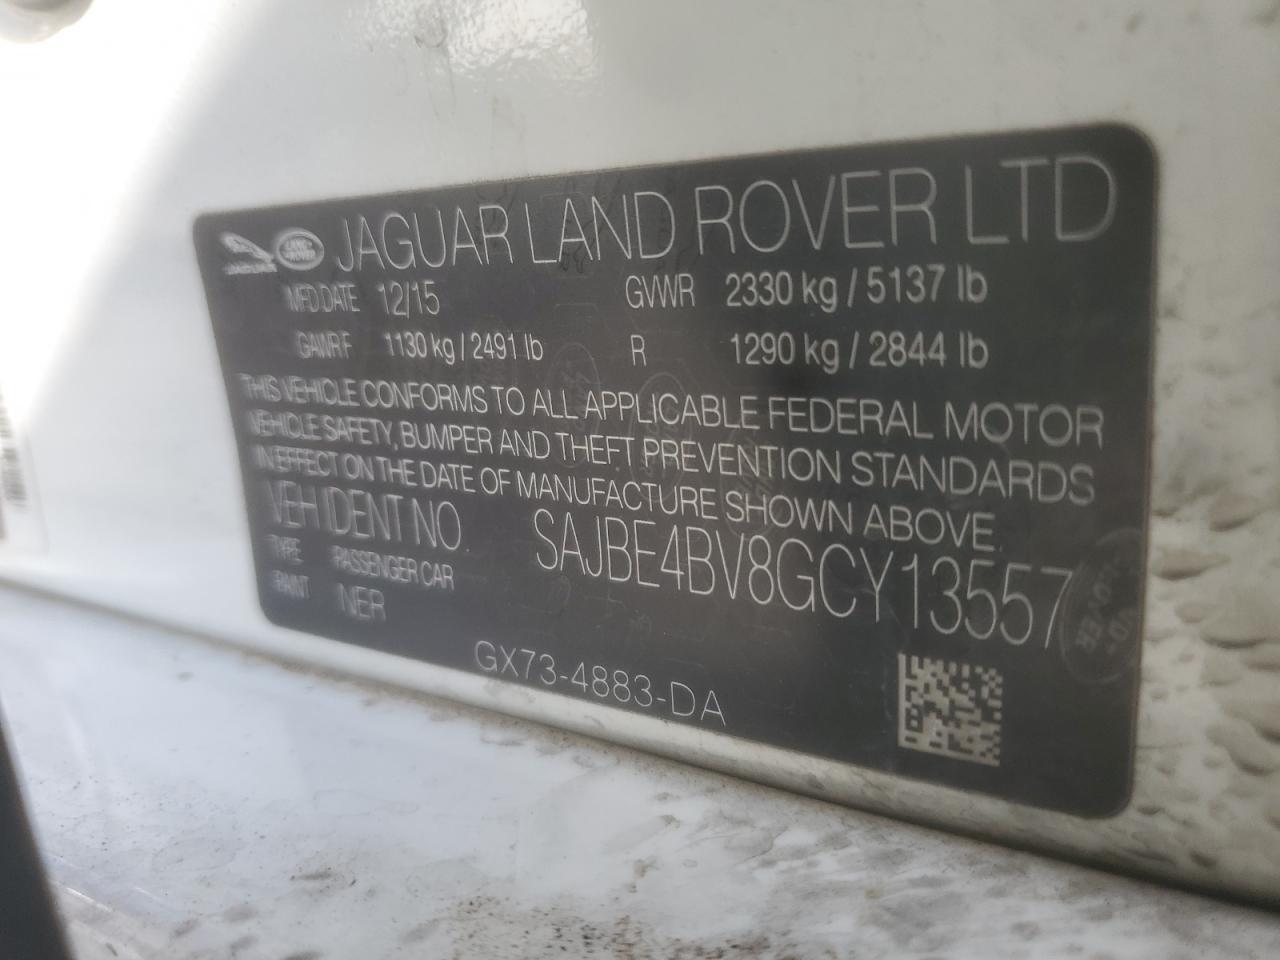 JAGUAR LAND ROVER JAGUAR LAND ROVER LTD
MFD.DATE 12/15 GVWR 2330 kg / 5137 lb
GAWR F 1130 kg / 2491 lb R 1290 kg / 2844 lb
THIS VEHICLE CONFORMS TO ALL APPLICABLE FEDERAL MOTOR
VEHICLE SAFETY, BUMPER AND THEFT PREVENTION STANDARDS
IN EFFECT ON THE DATE OF MANUFACTURE SHOWN ABOVE.
VEH IDENT NO SAJBE4BV8GCY13557
TYPE PASSENGER CAR
PAINT NER
GX73-4883-DA